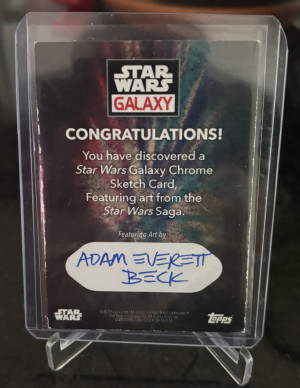 STAR
WARS
GALAXY
CONGRATULATIONS!
You have discovered a
Star Wars Galaxy Chrome
Sketch Card,
Featuring art from the
Star Wars Saga.
Featuring Art by:
ADAM EVERETT
BECK
STAR
WARS
topps